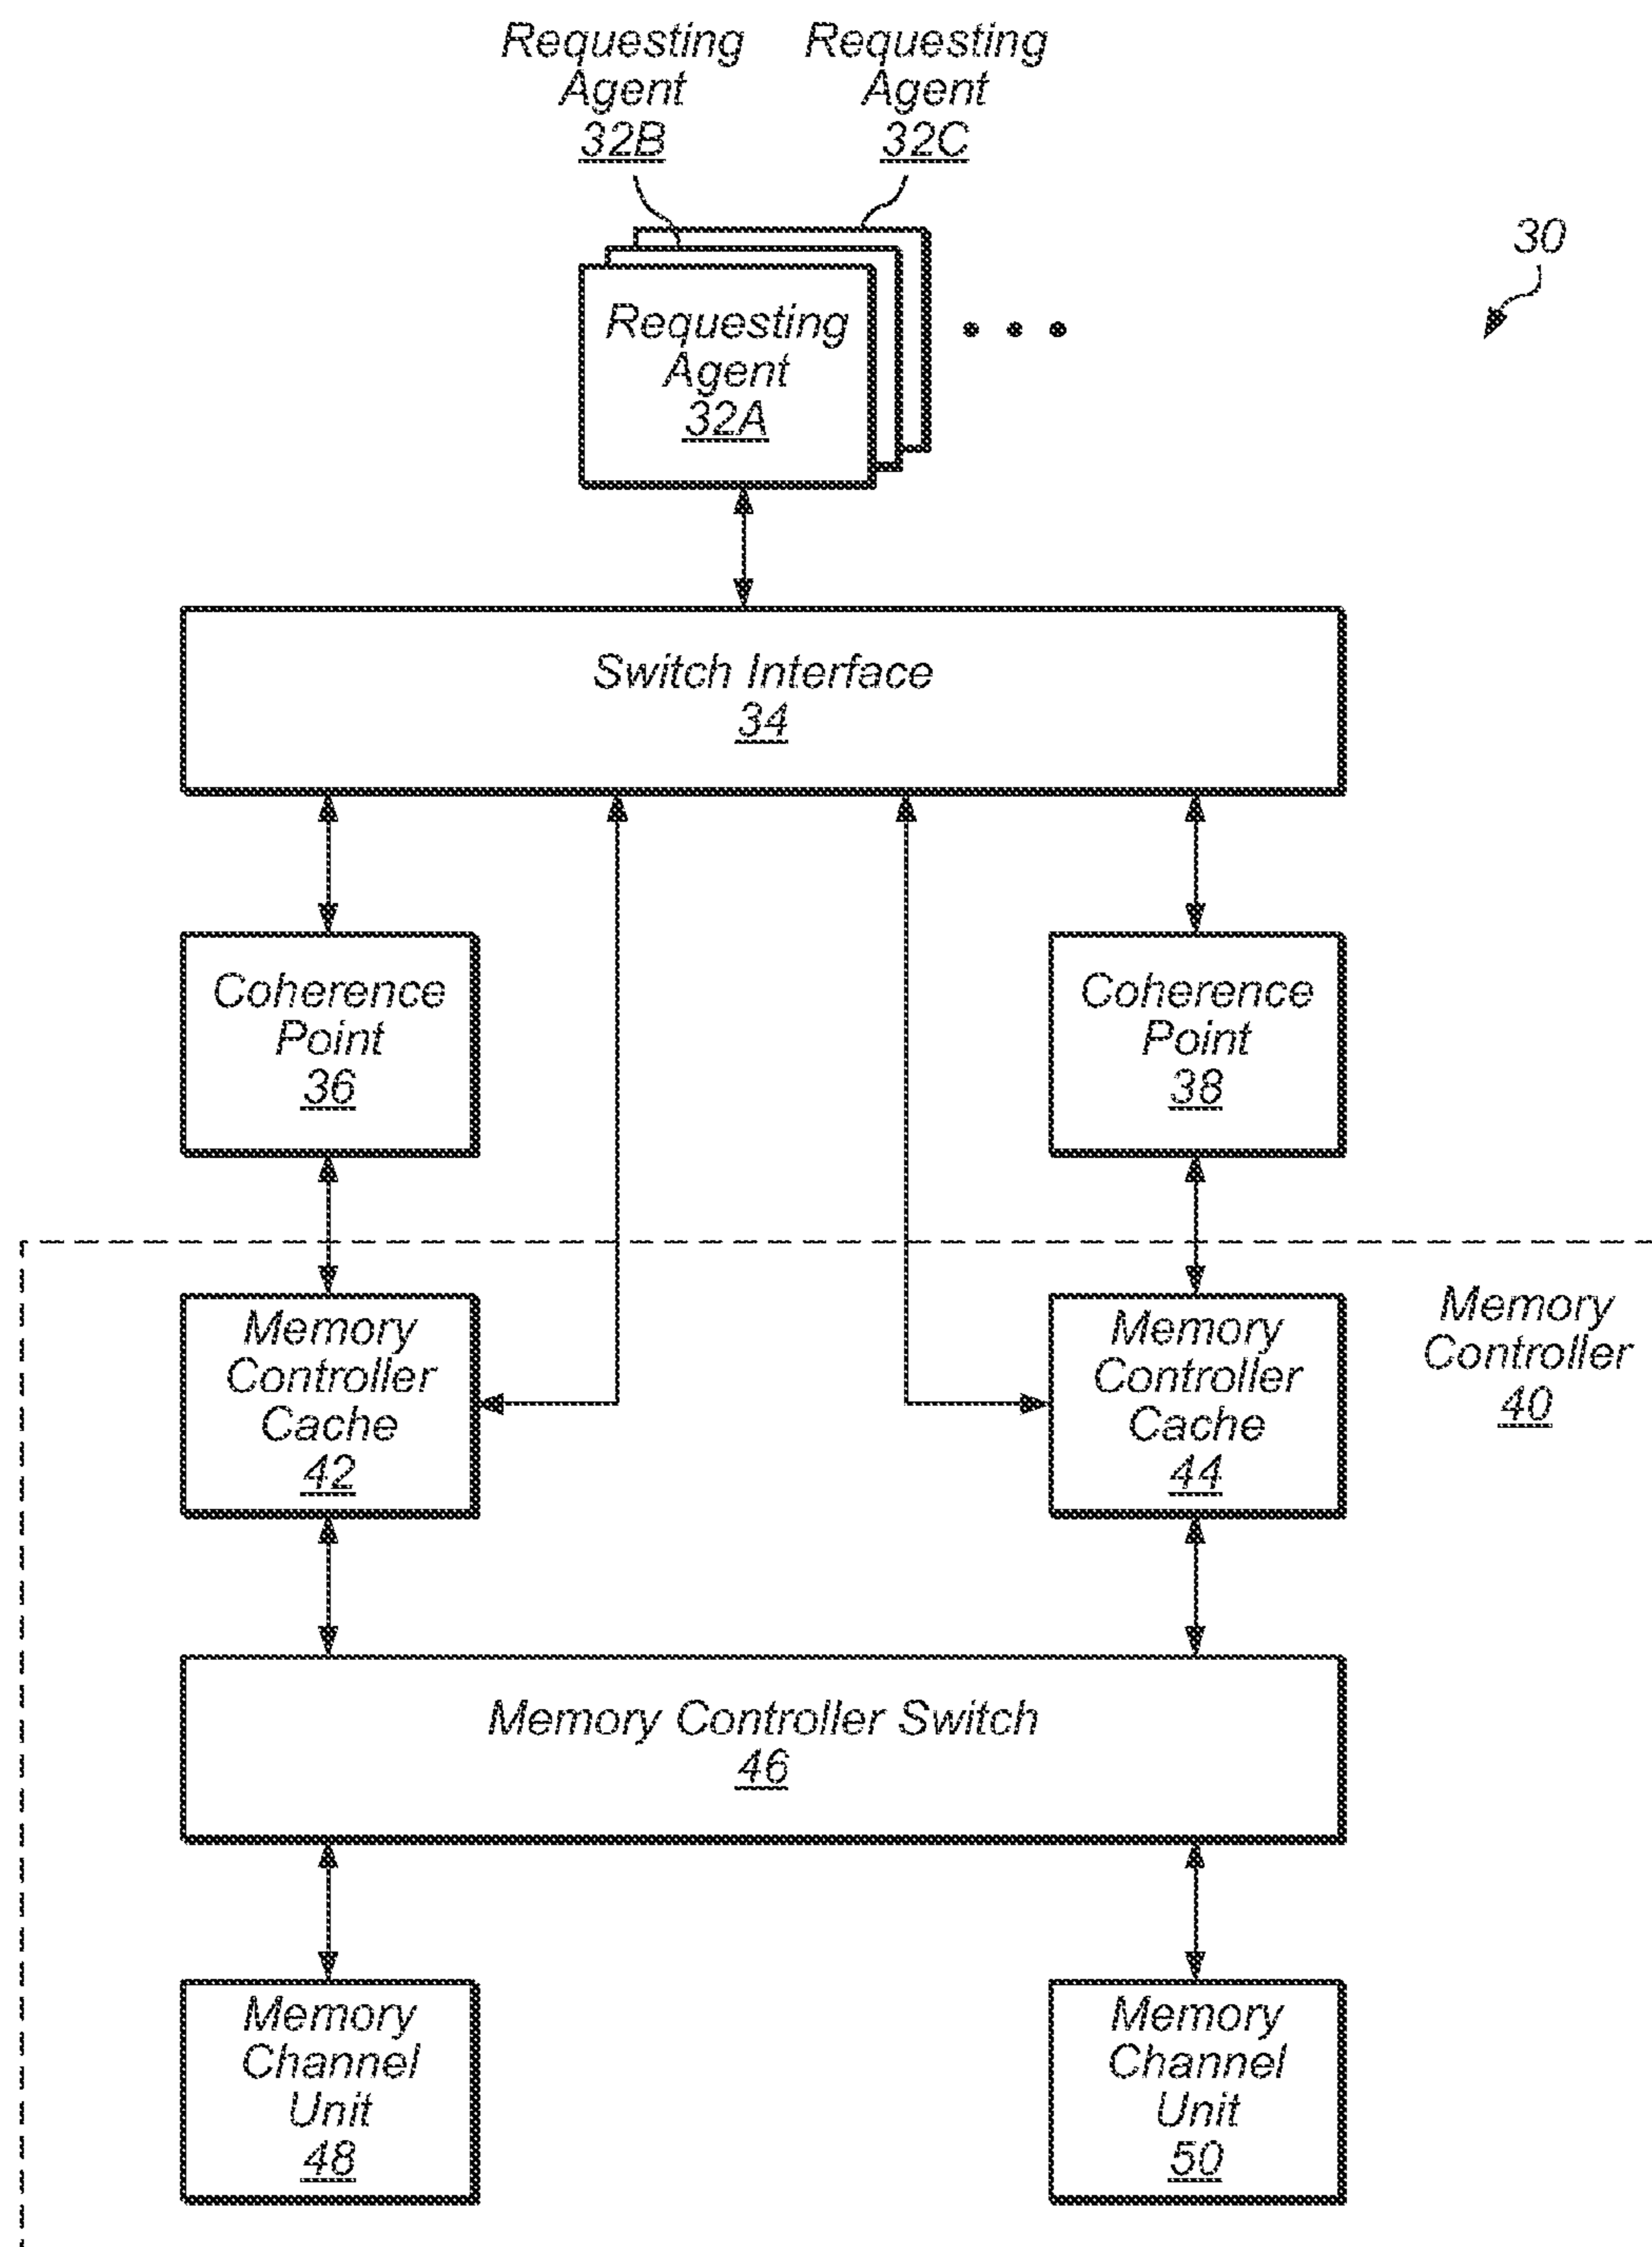 Requesting
Agent
32B
Requesting
Agent
32C
30
Requesting
Agent
32A
Switch Interface
34
Coherence
Point
36
Coherence
Point
38
Memory
Controller
Cache
42
Memory
Controller
Cache
44
Memory
Controller
40
Memory Controller Switch
46
Memory
Channel
Unit
48
Memory
Channel
Unit
50